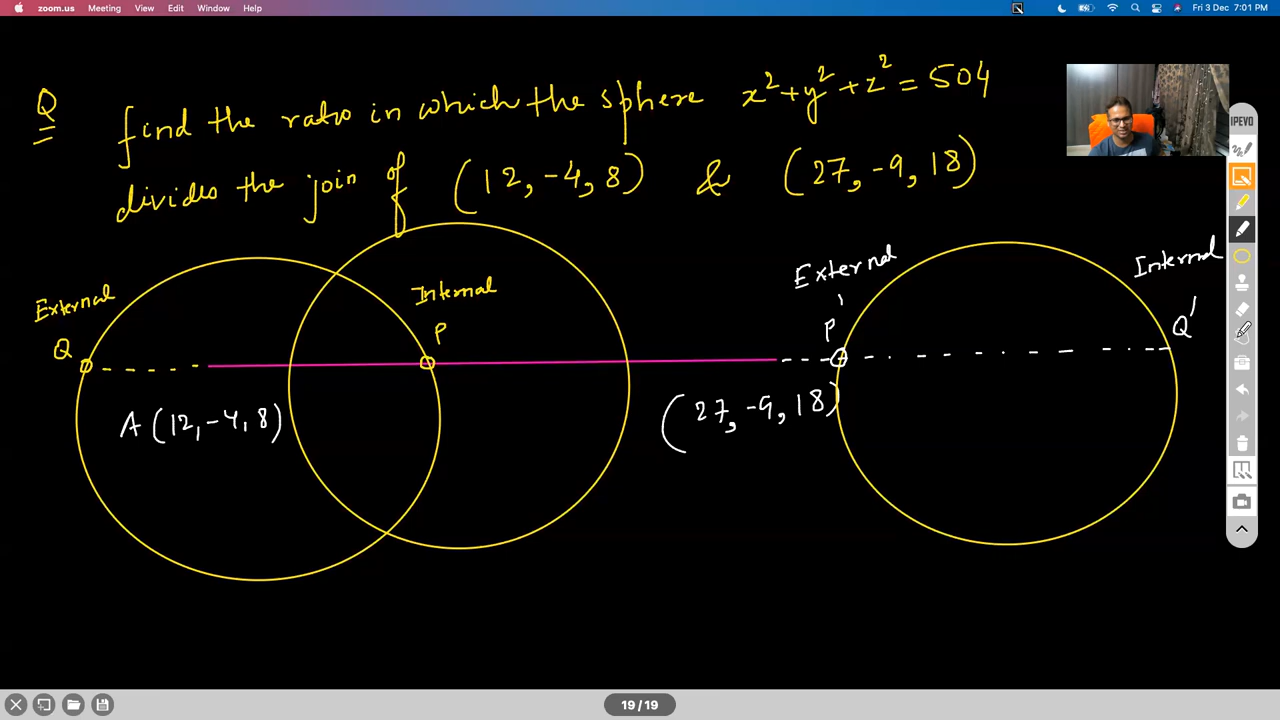 zoom.us Meeting View Edit Window Help Fri 3 Dec 7:01 PM
Q find the ratio in which the sphere x²+y²+z²=504
divides the join of (12,-4,8) & (27,-9,18)
IPEVO
External Internal External Internal
Q P P' Q'
A(12,-4,8) (27,-9,18)
19/19